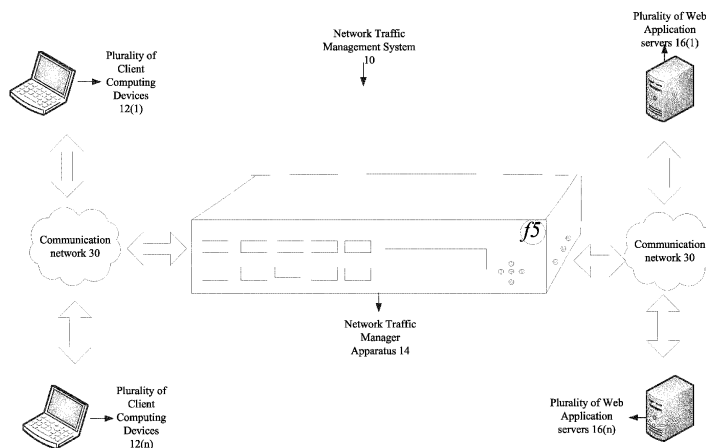 Plurality of
Client
Computing
Devices
12(1)
Network Traffic
Management System
10
Plurality of Web
Application
servers 16(1)
Communication
network 30
f5
Communication
network 30
Network Traffic
Manager
Apparatus 14
Plurality of
Client
Computing
Devices
12(n)
Plurality of Web
Application
servers 16(n)